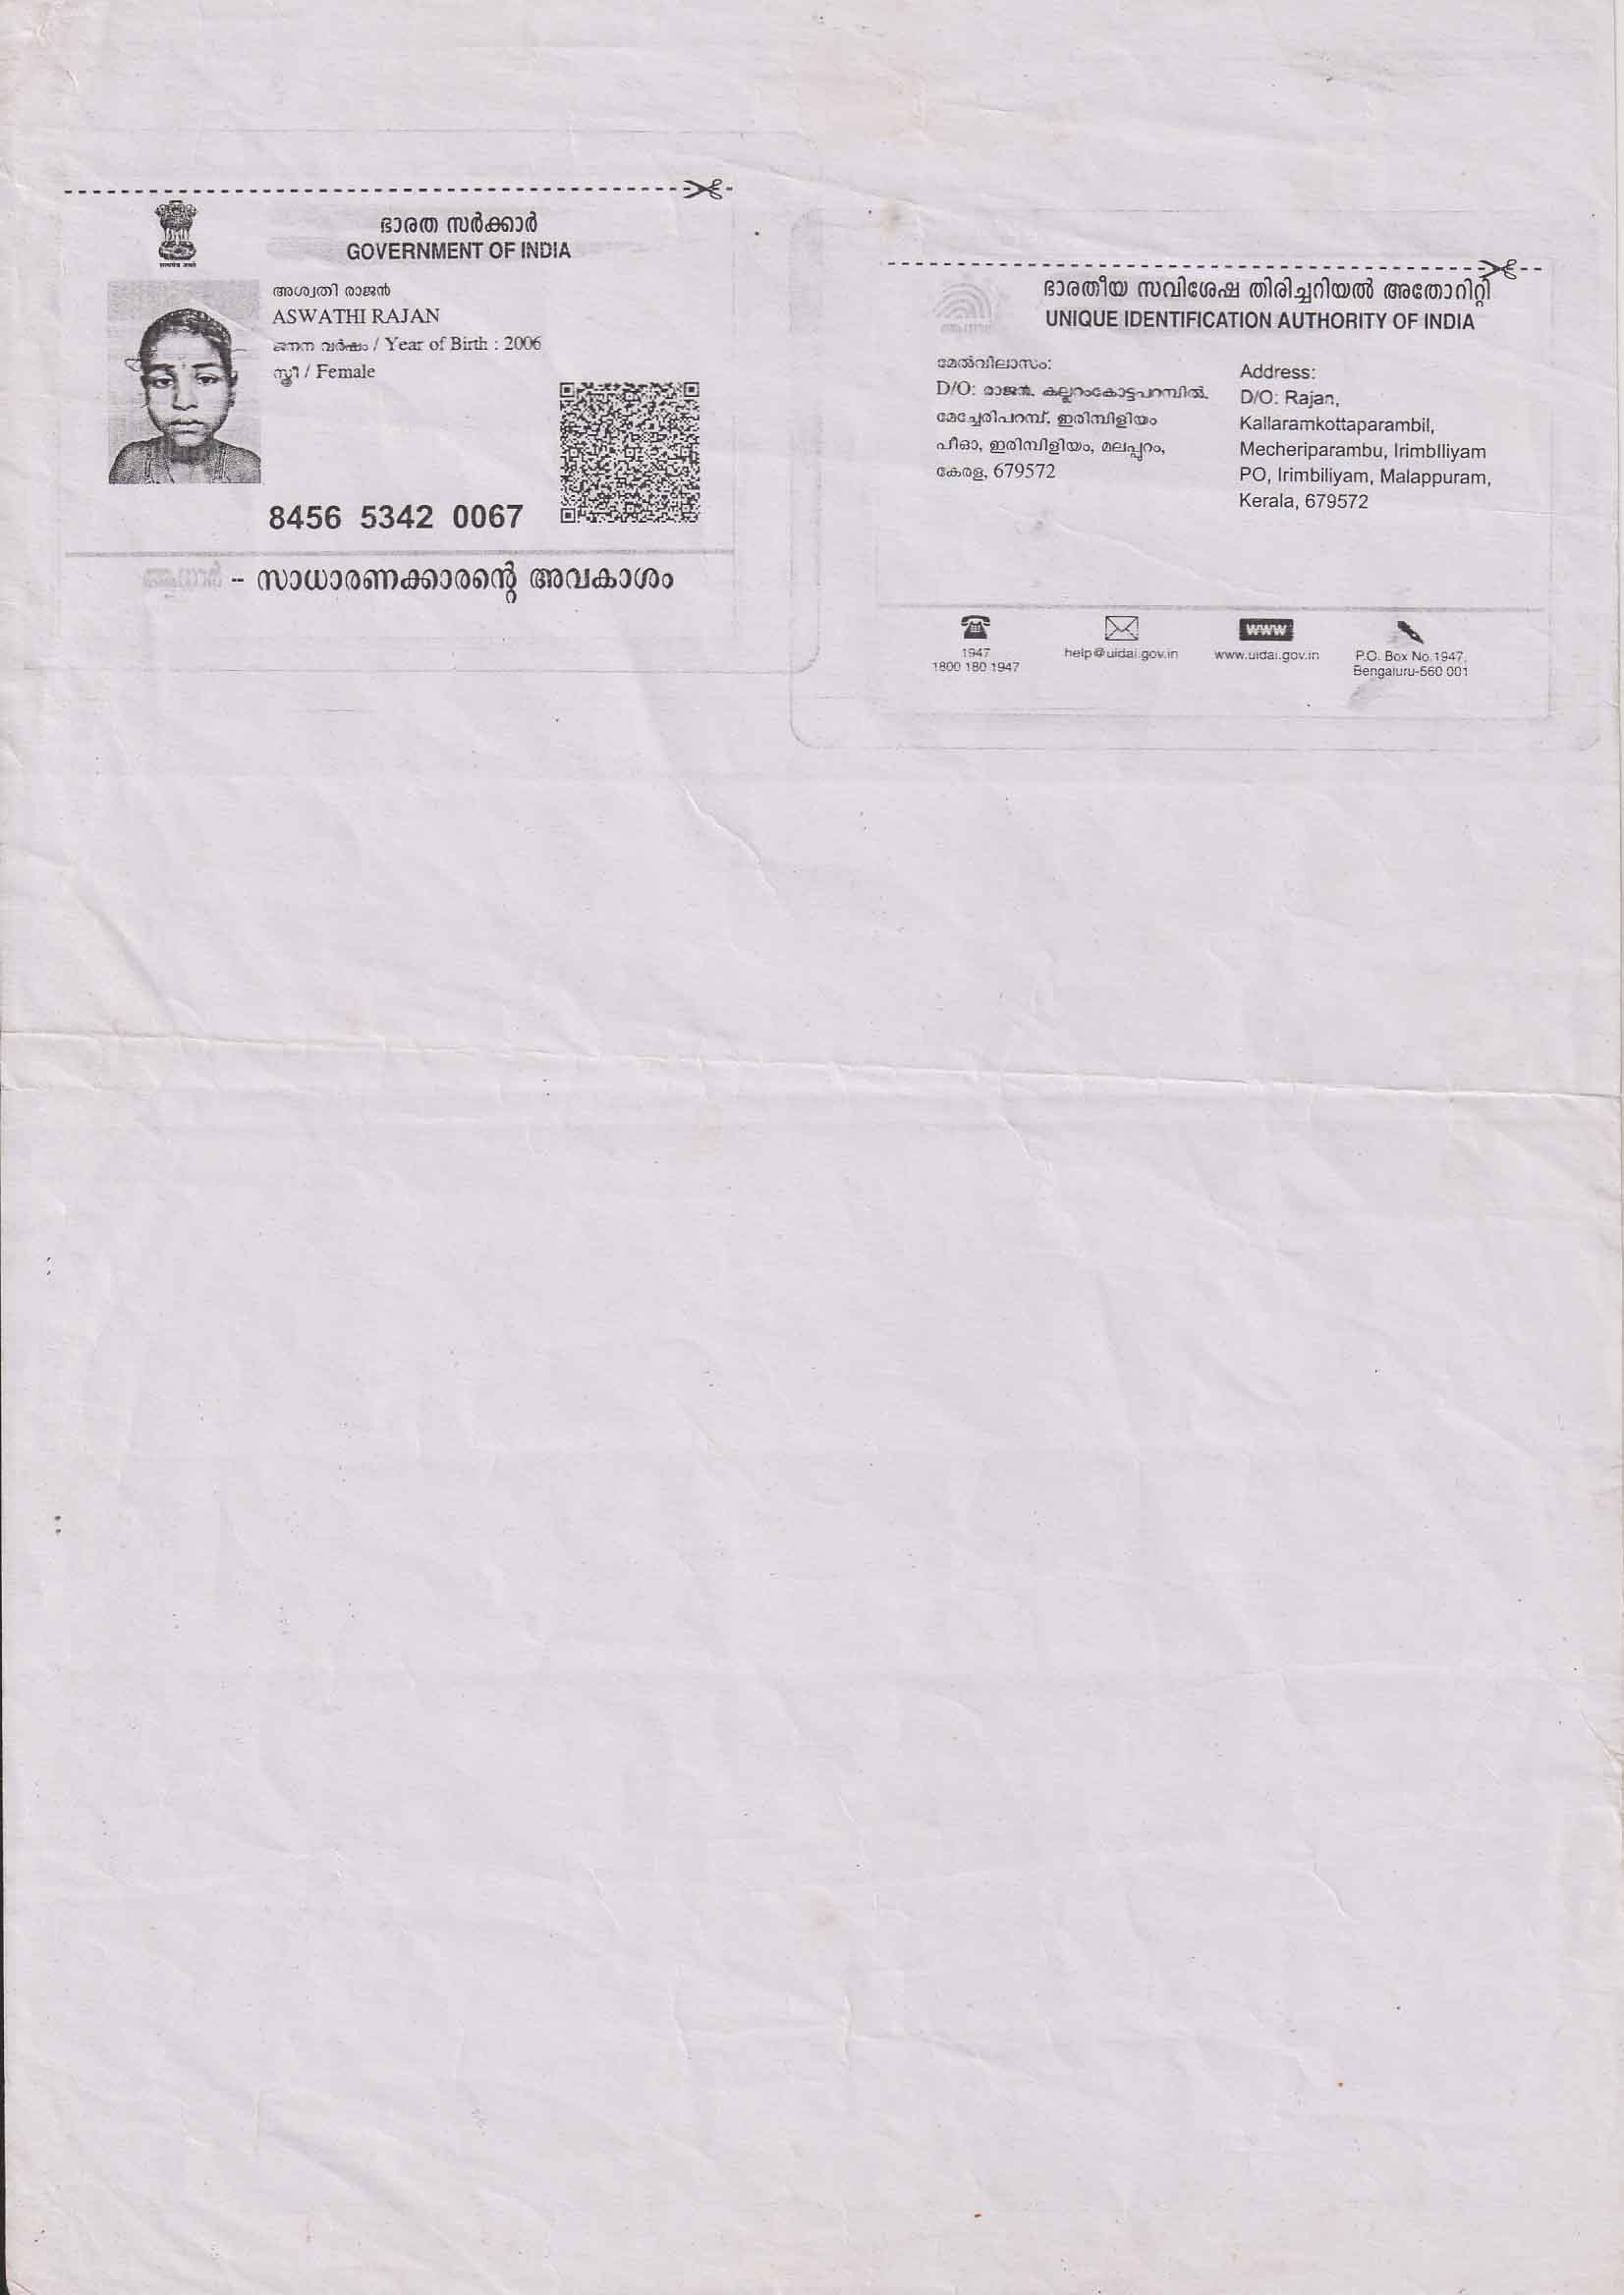 ഭാരത സർക്കാർ
GOVERNMENT OF INDIA
അശ്വതി രാജൻ
ASWATHI RAJAN
ജനന വർഷം / Year of Birth : 2006
സ്ത്രീ / Female
8456 5342 0067
- സാധാരണക്കാരന്റെ അവകാശം
ഭാരതീയ സവിശേഷ തിരിച്ചറിയൽ അതോറിറ്റി
UNIQUE IDENTIFICATION AUTHORITY OF INDIA
മേൽവിലാസം:
D/O: രാജൻ, കല്ലറംകോട്ടപറമ്പിൽ,
മേച്ചേരിപറമ്പ്, ഇരിമ്പിളിയം
പീഓ, ഇരിമ്പിളിയം, മലപ്പുറം,
കേരള, 679572
Address:
D/O: Rajan,
Kallaramkottaparambil,
Mecheriparambu, Irimbiliyam
PO, Irimbiliyam, Malappuram,
Kerala, 679572
1947
1800 180 1947
help@uidai.gov.in
www
www.uidai.gov.in
P.O. Box No.1947,
Bengaluru-560 001